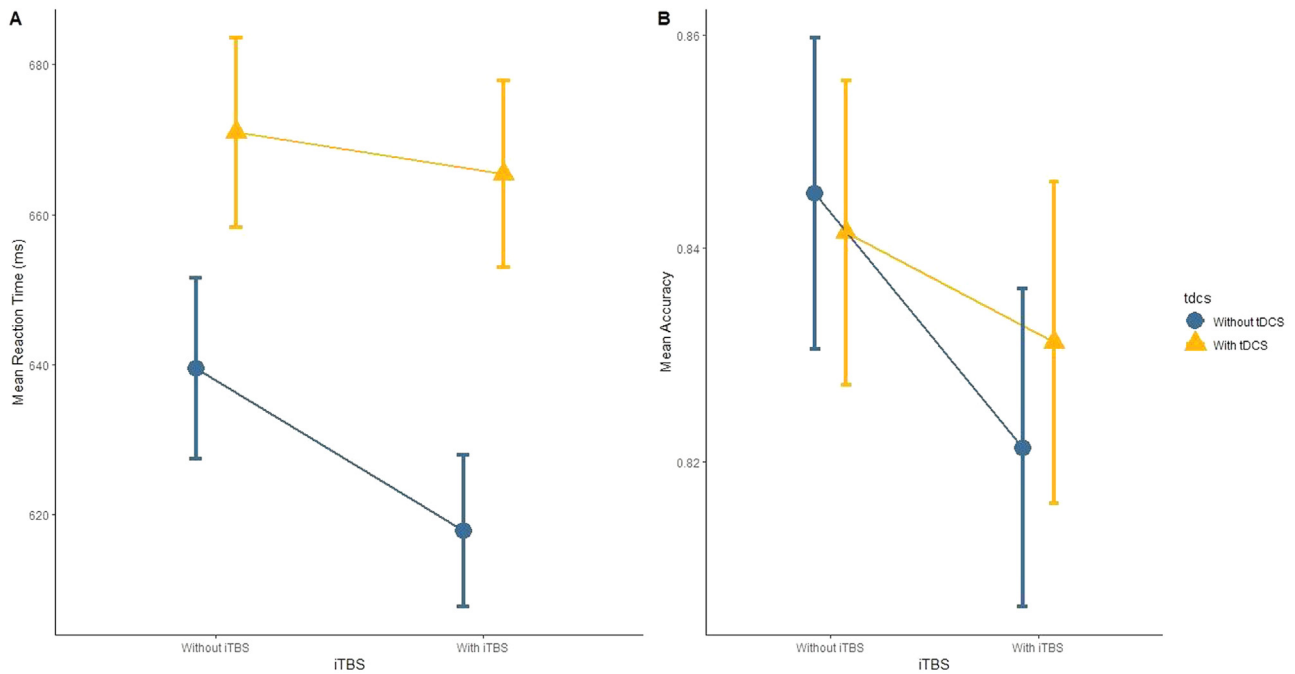 A
Mean Reaction Time (ms)
680
660
640
620
Without iTBS
With iTBS
iTBS
B
Mean Accuracy
0.86
0.84
0.82
Without iTBS
With iTBS
iTBS
tdcs
Without tDCS
With tDCS